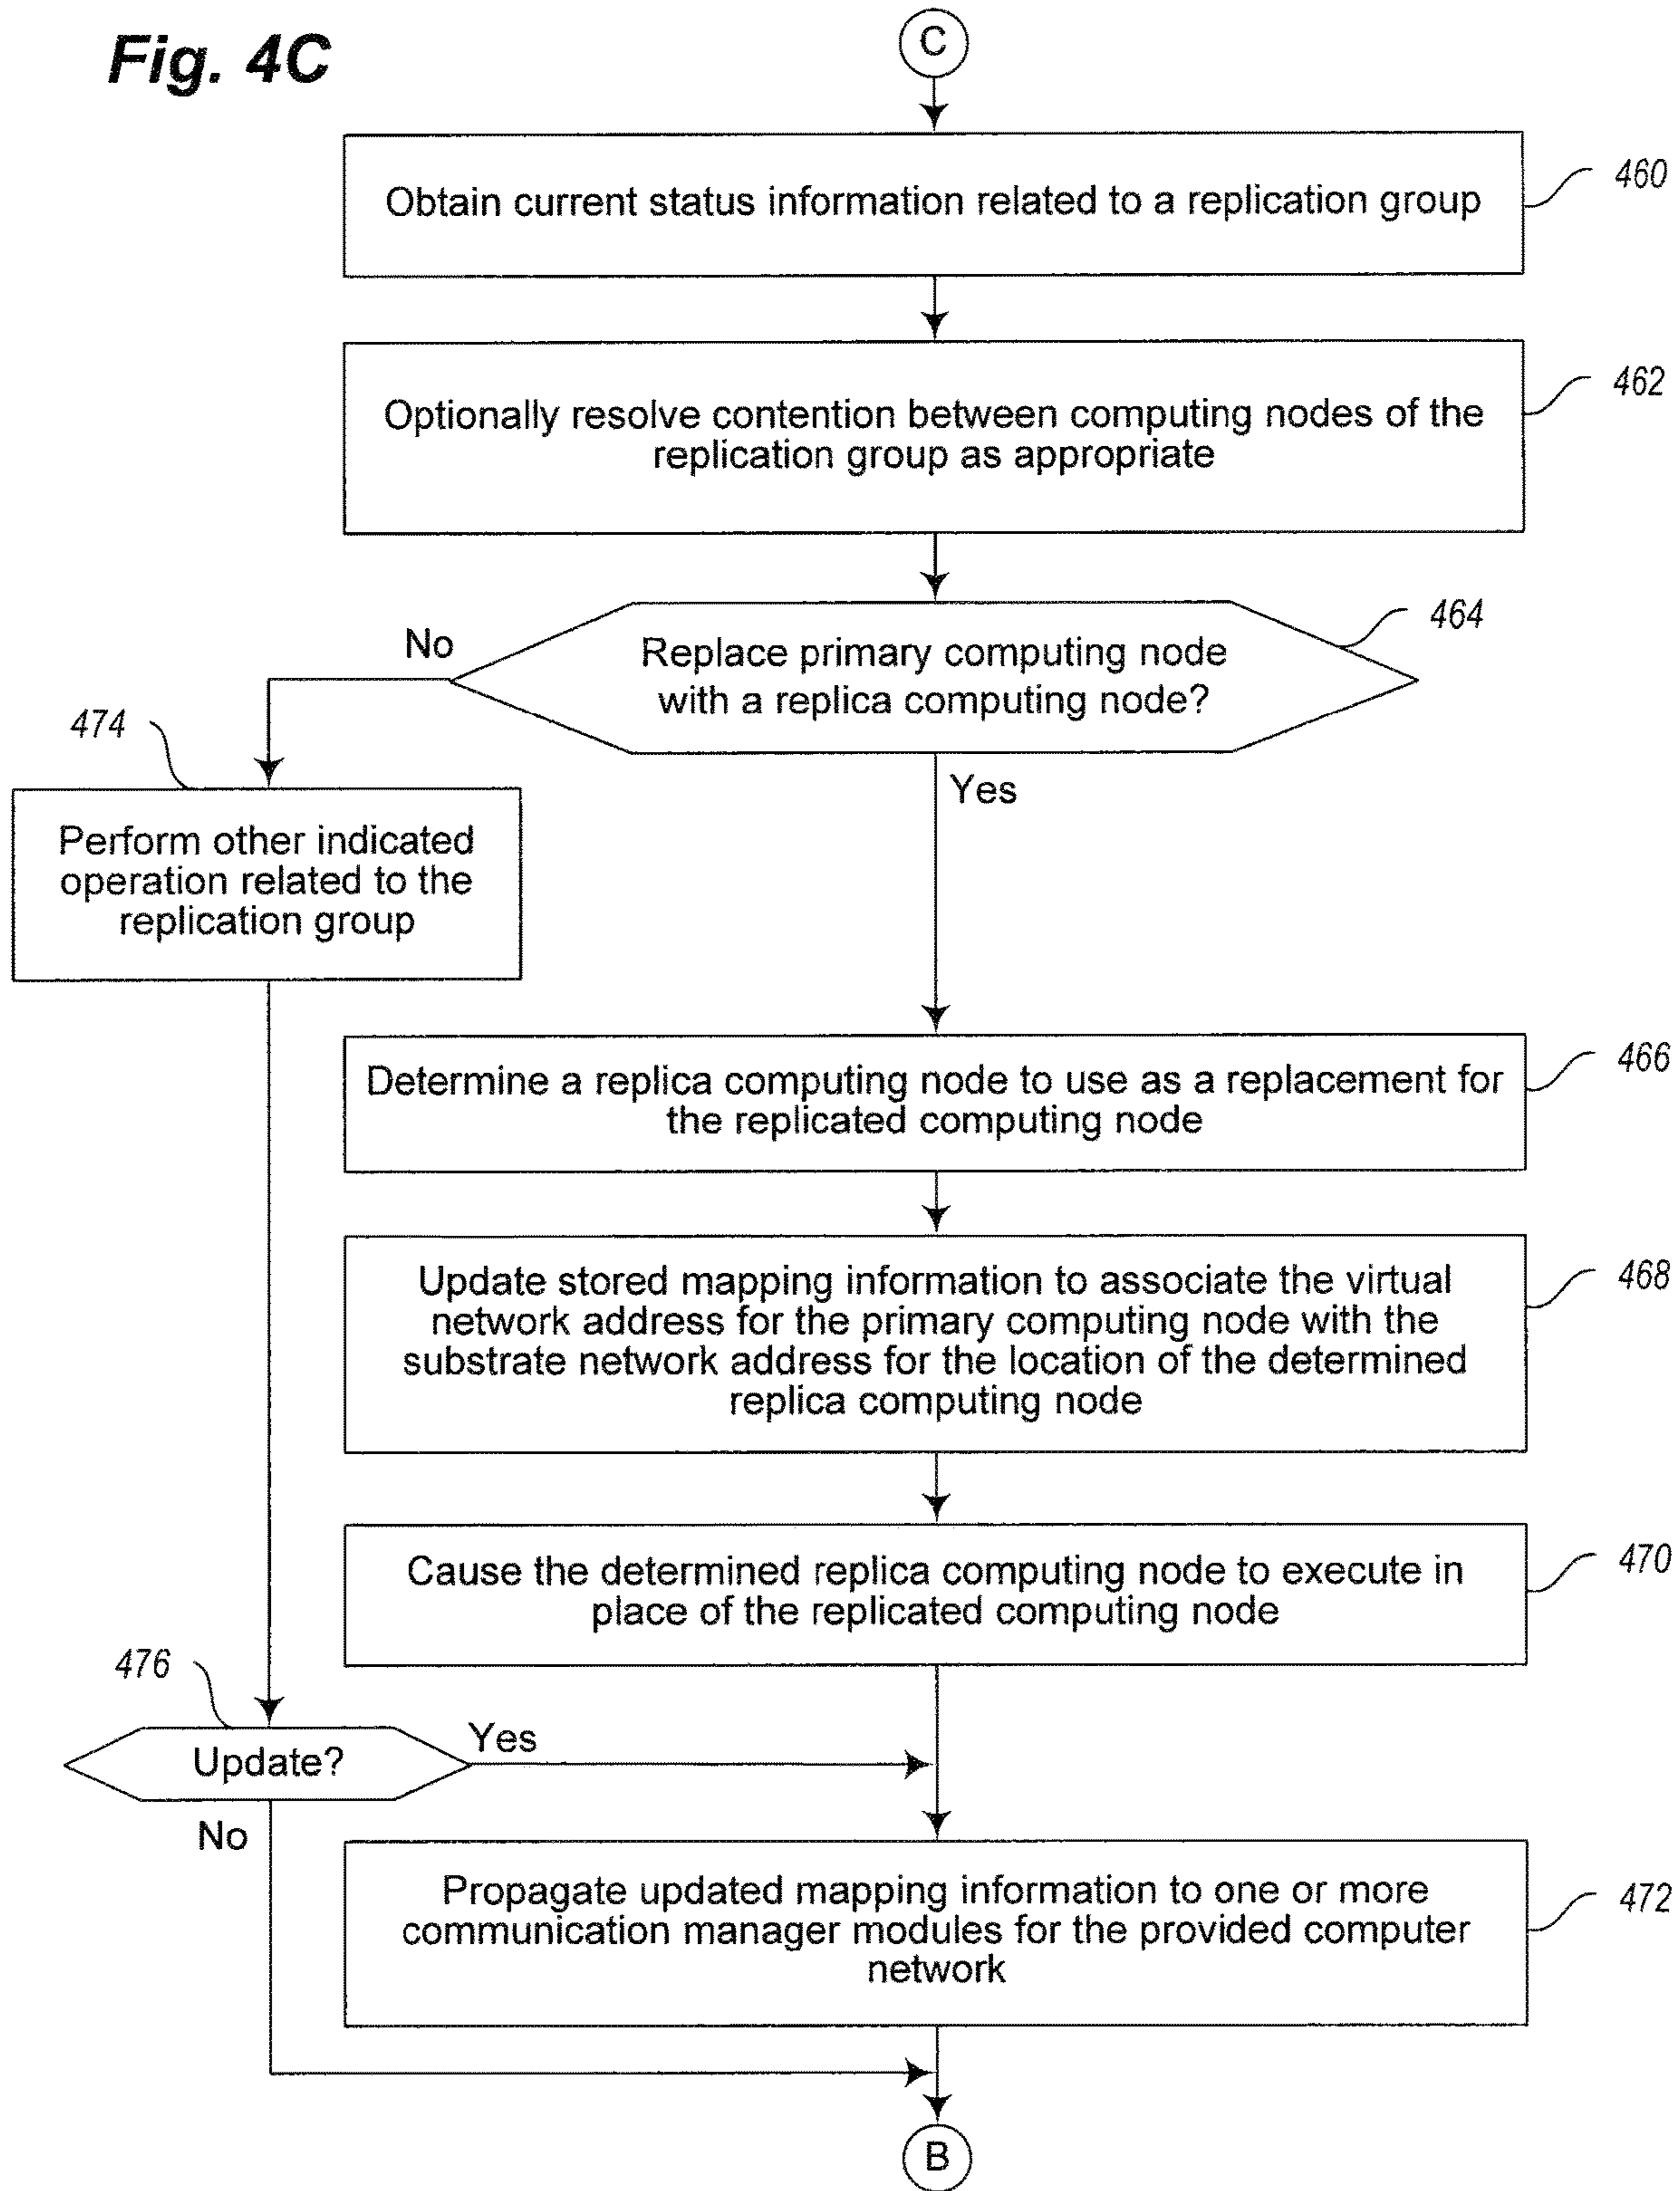 Fig. 4C
C
Obtain current status information related to a replication group
460
Optionally resolve contention between computing nodes of the
replication group as appropriate
462
Replace primary computing node
with a replica computing node?
464
No
Yes
474
Perform other indicated
operation related to the
replication group
Determine a replica computing node to use as a replacement for
the replicated computing node
466
Update stored mapping information to associate the virtual
network address for the primary computing node with the
substrate network address for the location of the determined
replica computing node
468
Cause the determined replica computing node to execute in
place of the replicated computing node
470
476
Update?
Yes
No
Propagate updated mapping information to one or more
communication manager modules for the provided computer
network
472
B